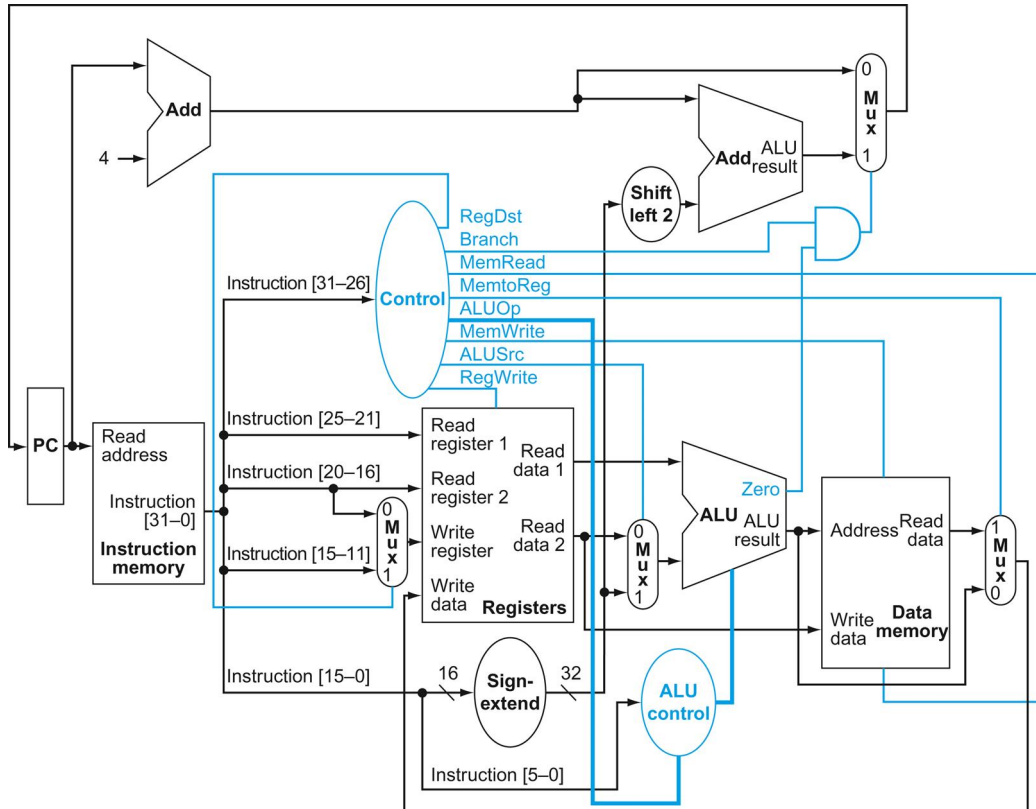 Add
4
0
Mux
1
Add
ALU
result
Shift
left 2
RegDst
Branch
MemRead
MemtoReg
ALUOp
MemWrite
ALUSrc
RegWrite
Control
Instruction [31–26]
Instruction [25–21]
Instruction [20–16]
Instruction [15–11]
Instruction [15–0]
Instruction [5–0]
PC
Read
address
Instruction
[31–0]
Instruction
memory
0
Mux
1
Read
register 1
Read
register 2
Write
register
Write
data
Read
data 1
Read
data 2
Registers
0
Mux
1
Zero
ALU
ALU
result
Address
Read
data
Write
data
Data
memory
1
Mux
0
16
Sign-
extend
32
ALU
control